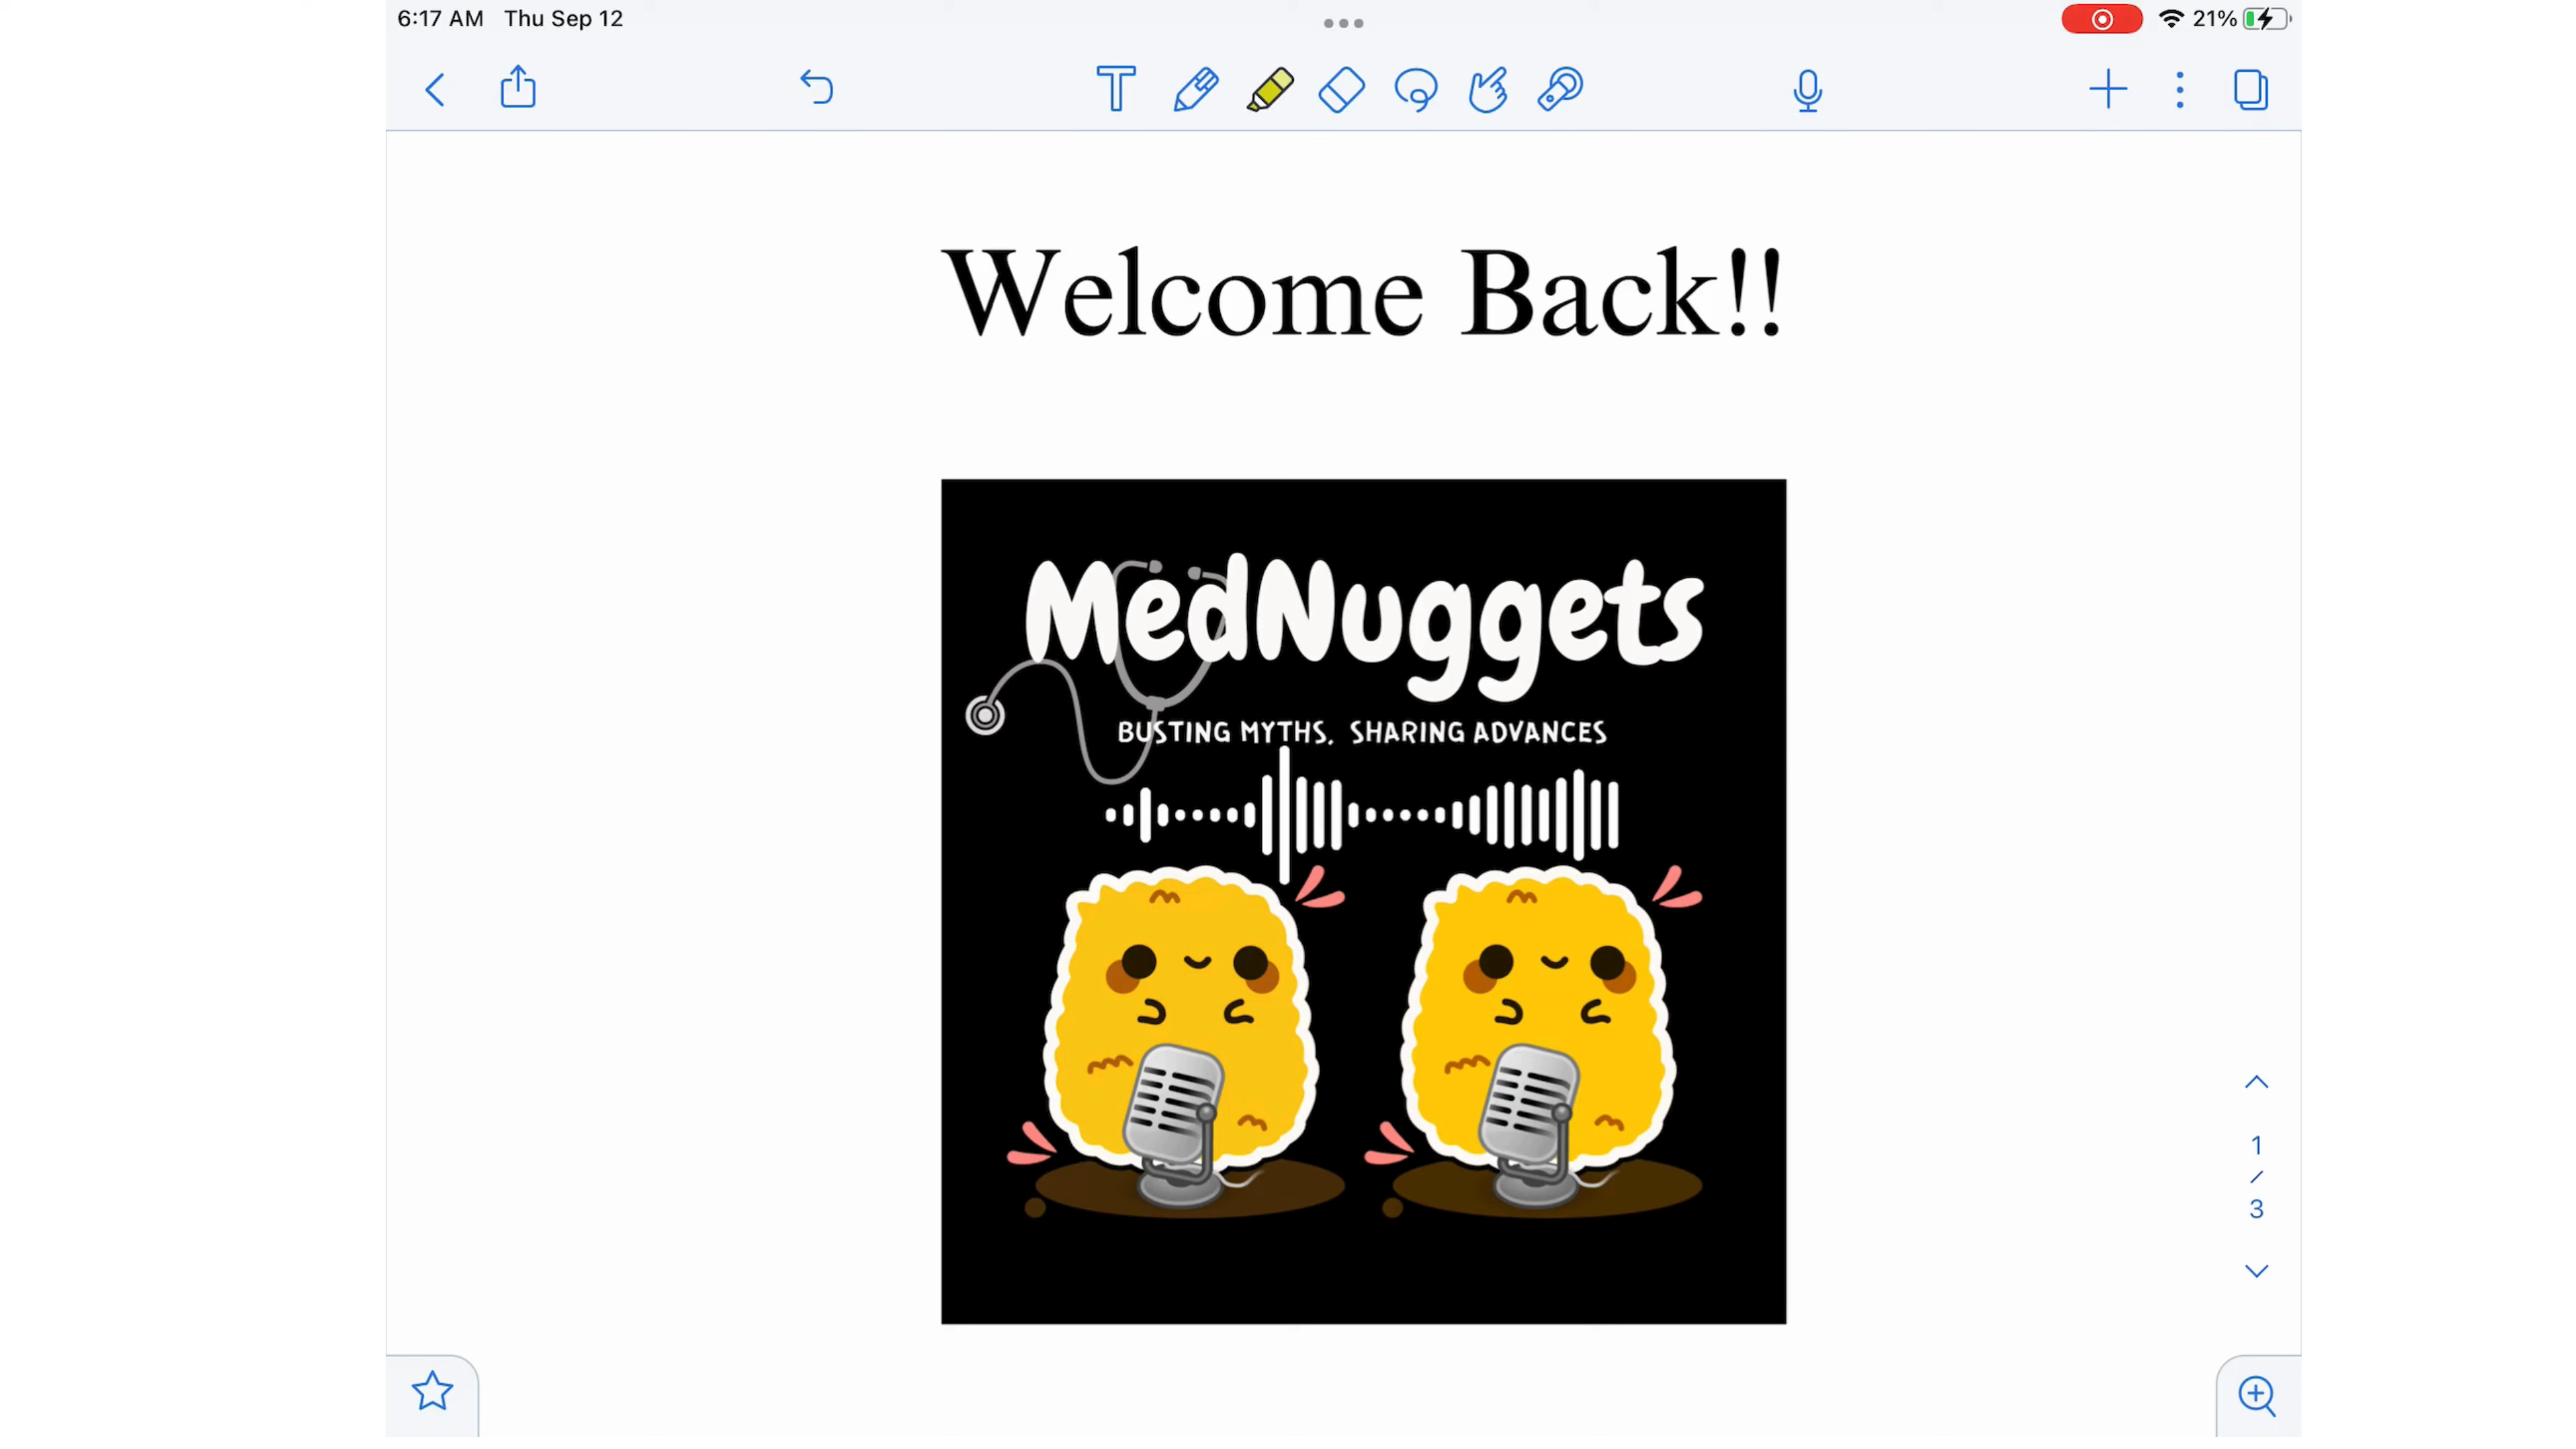 6:17 AM Thu Sep 12
21%
T
Welcome Back!!
MedNuggets
BUSTING MYTHS, SHARING ADVANCES
1
/
3